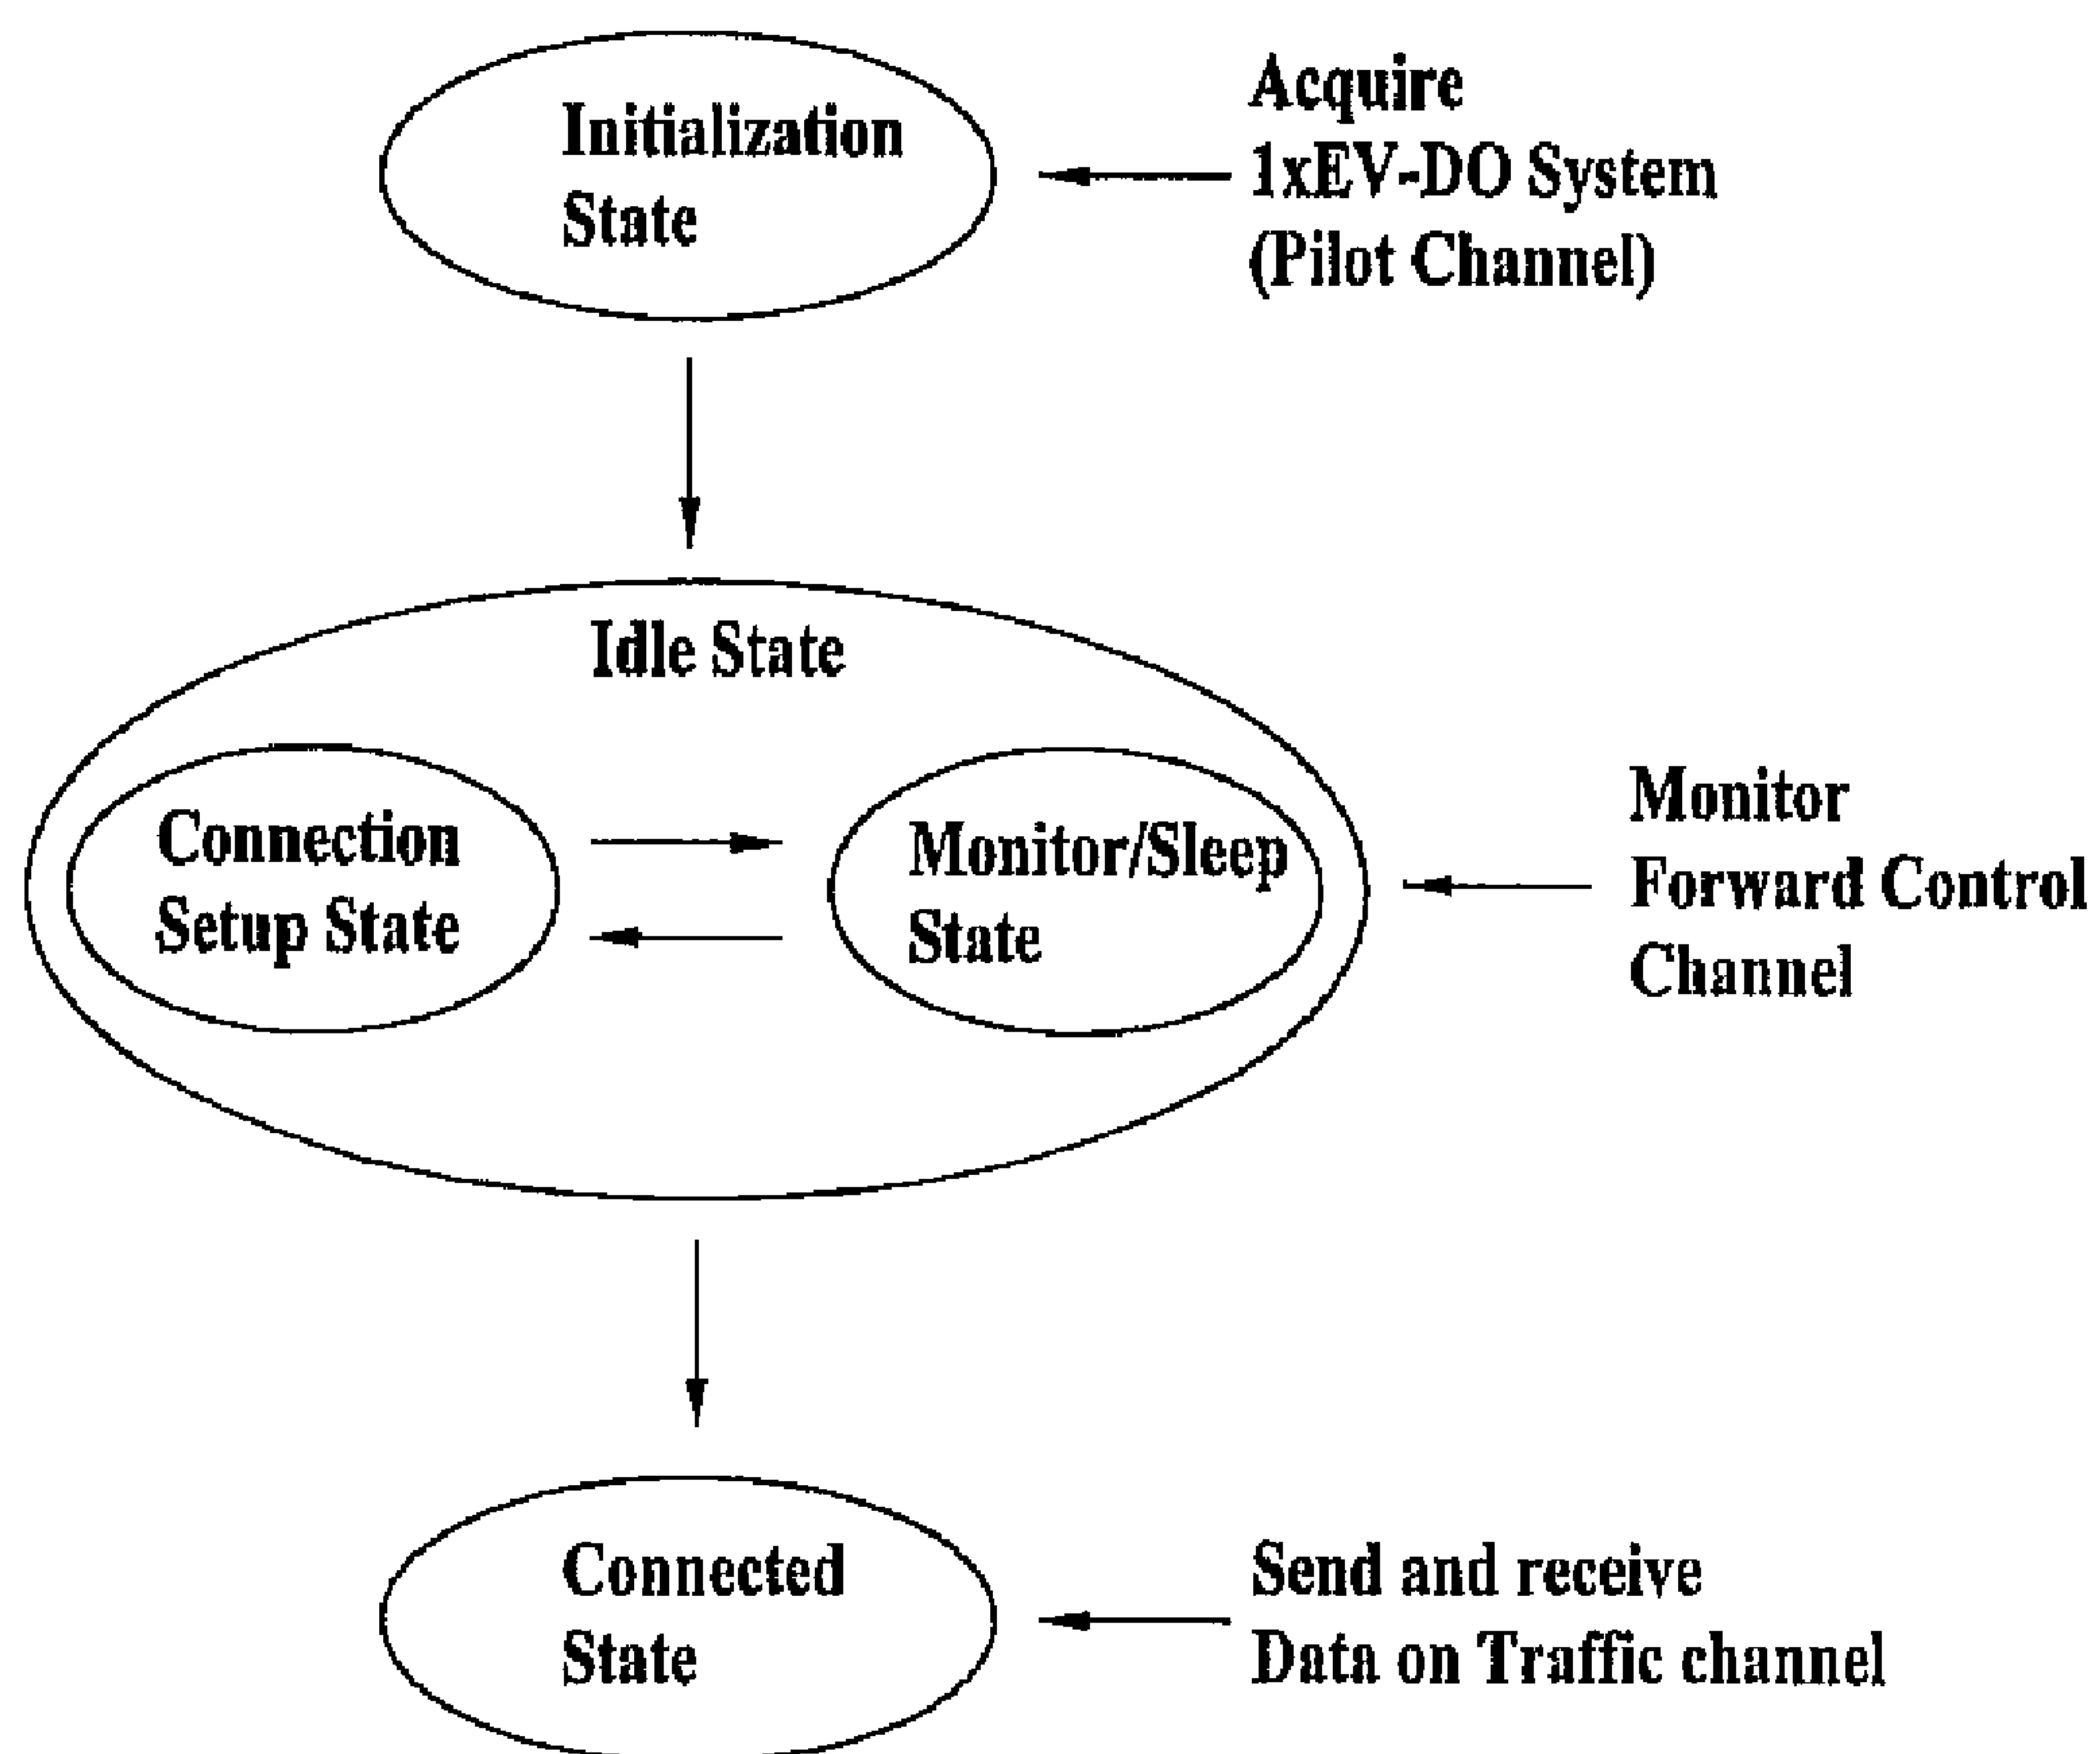 Initialization
State
Acquire
1xEV-DO System
(Pilot Channel)
Idle State
Connection
Setup State
Monitor/Sleep
State
Monitor
Forward Control
Channel
Connected
State
Send and receive
Data on Traffic channel